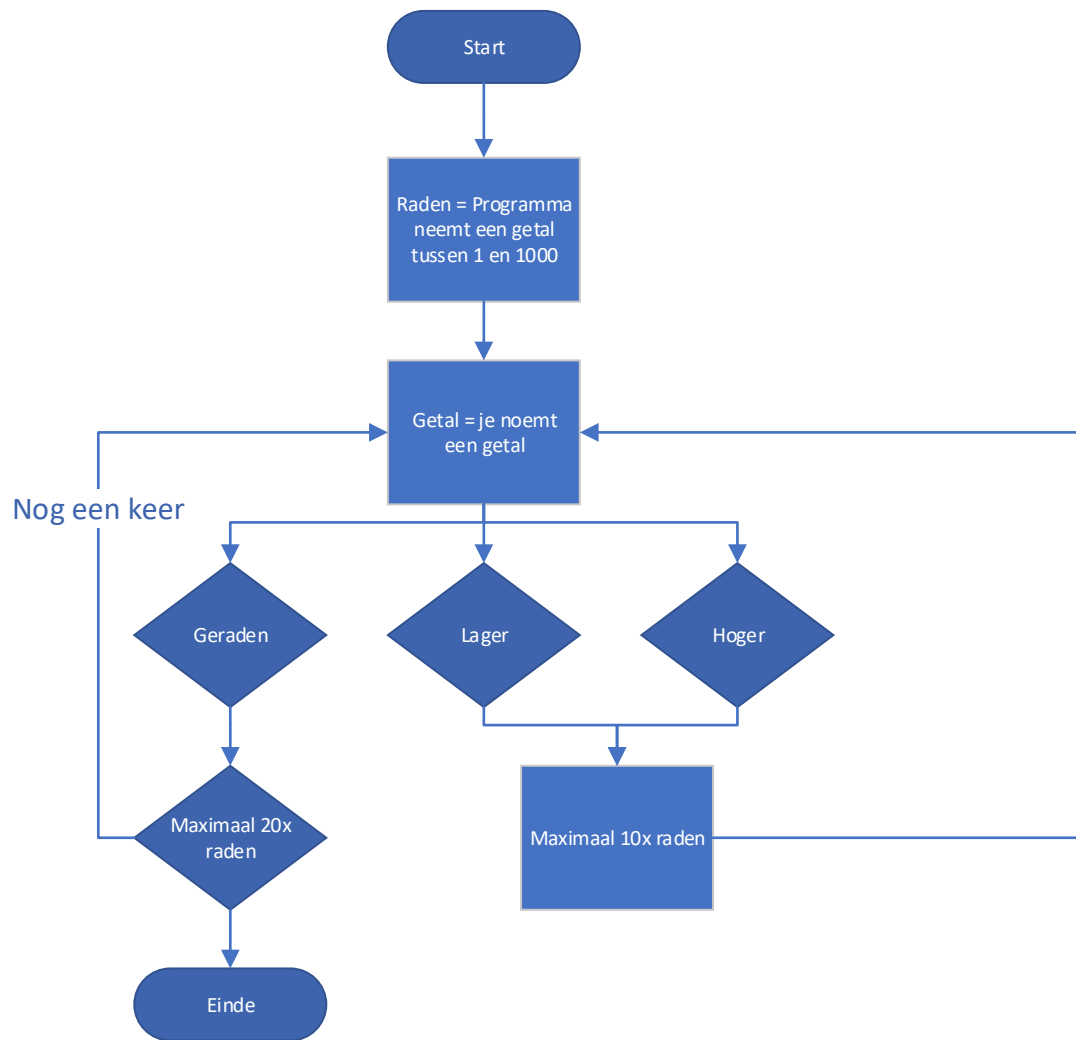 Start
Raden = Programma
neemt een getal
tussen 1 en 1000
Getal = je noemt
een getal
Nog een keer
Geraden
Lager
Hoger
Maximaal 20x
raden
Maximaal 10x raden
Einde